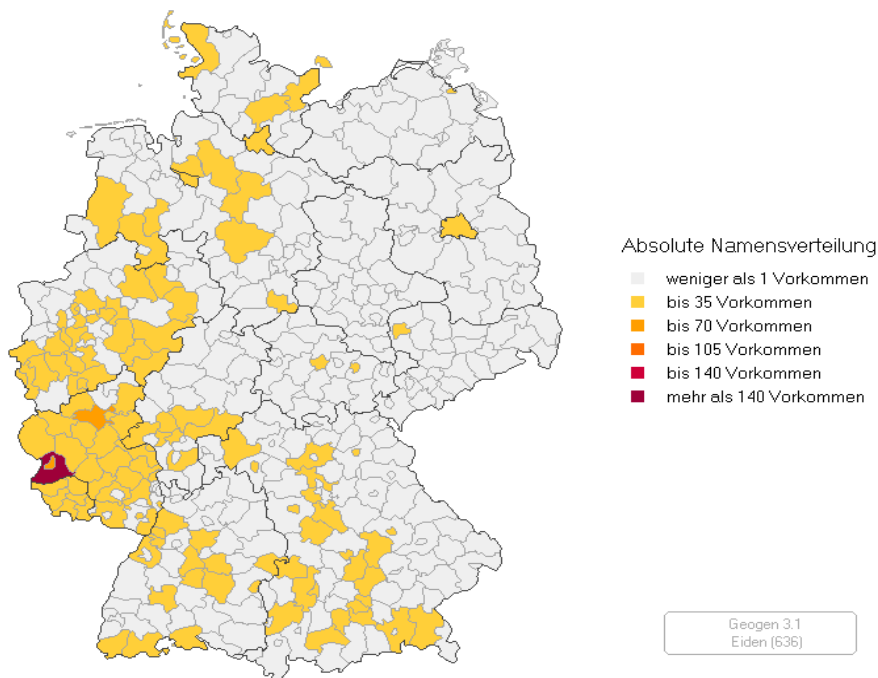 Absolute Namensverteilung
weniger als 1 Vorkommen
bis 35 Vorkommen
bis 70 Vorkommen
bis 105 Vorkommen
bis 140 Vorkommen
mehr als 140 Vorkommen
Geogen 3.1
Eiden (636)